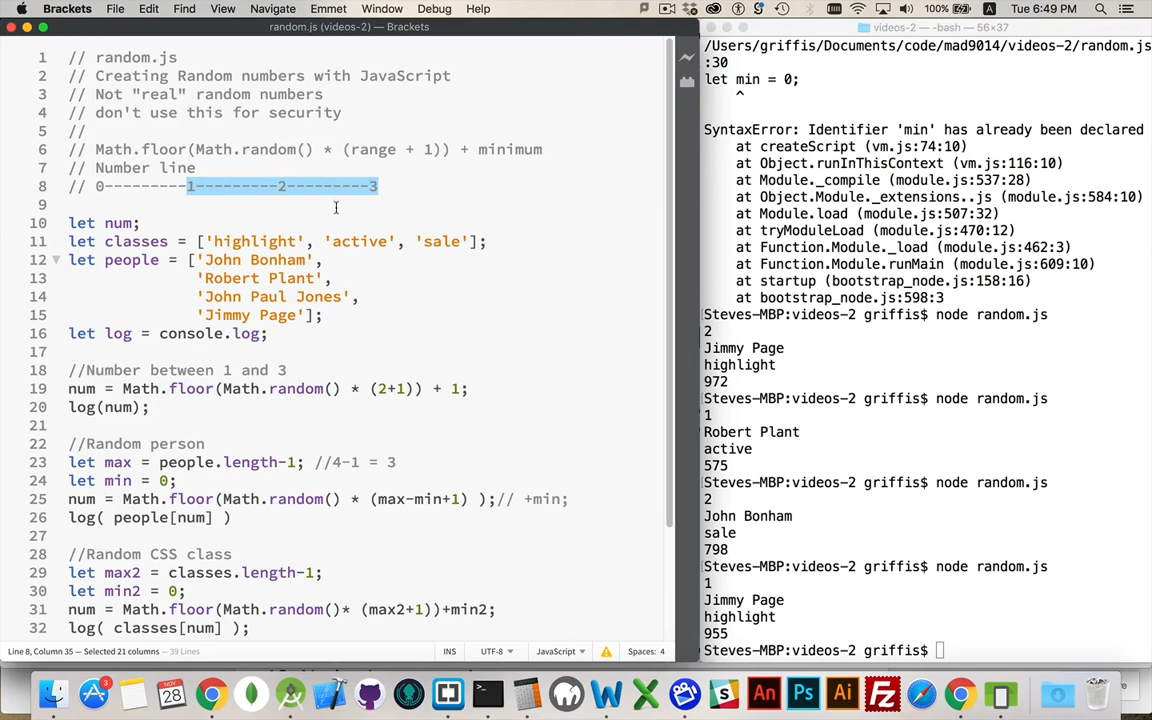 Brackets File Edit Find View Navigate Emmet Window Debug Help 100% A Tue 6:49 PM
random.js (videos-2) — Brackets
1 // random.js
2 // Creating Random numbers with JavaScript
3 // Not "real" random numbers
4 // don't use this for security
5 //
6 // Math.floor(Math.random() * (range + 1)) + minimum
7 // Number line
8 // 0---------1---------2---------3
9
10 let num;
11 let classes = ['highlight', 'active', 'sale'];
12 let people = ['John Bonham',
13 'Robert Plant',
14 'John Paul Jones',
15 'Jimmy Page'];
16 let log = console.log;
17
18 //Number between 1 and 3
19 num = Math.floor(Math.random() * (2+1)) + 1;
20 log(num);
21
22 //Random person
23 let max = people.length-1; //4-1 = 3
24 let min = 0;
25 num = Math.floor(Math.random() * (max-min+1) );// +min;
26 log( people[num] )
27
28 //Random CSS class
29 let max2 = classes.length-1;
30 let min2 = 0;
31 num = Math.floor(Math.random()* (max2+1))+min2;
32 log( classes[num] );
Line 8, Column 35 — Selected 21 columns — 39 Lines INS UTF-8 JavaScript Spaces: 4
videos-2 — -bash — 56×37
/Users/griffis/Documents/code/mad9014/videos-2/random.js
:30
let min = 0;
^
SyntaxError: Identifier 'min' has already been declared
at createScript (vm.js:74:10)
at Object.runInThisContext (vm.js:116:10)
at Module._compile (module.js:537:28)
at Object.Module._extensions..js (module.js:584:10)
at Module.load (module.js:507:32)
at tryModuleLoad (module.js:470:12)
at Function.Module._load (module.js:462:3)
at Function.Module.runMain (module.js:609:10)
at startup (bootstrap_node.js:158:16)
at bootstrap_node.js:598:3
Steves-MBP:videos-2 griffis$ node random.js
2
Jimmy Page
highlight
972
Steves-MBP:videos-2 griffis$ node random.js
1
Robert Plant
active
575
Steves-MBP:videos-2 griffis$ node random.js
2
John Bonham
sale
798
Steves-MBP:videos-2 griffis$ node random.js
1
Jimmy Page
highlight
955
Steves-MBP:videos-2 griffis$
3 NOV 28 W X S An Ps Ai Fz